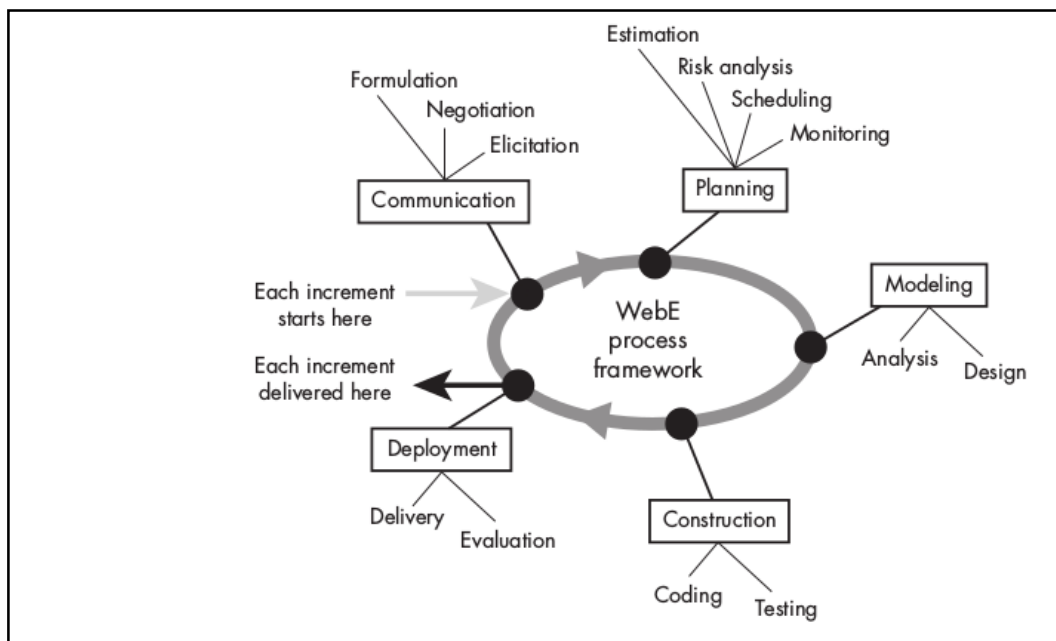 Estimation
Risk analysis
Scheduling
Monitoring
Planning
Formulation
Negotiation
Elicitation
Communication
Each increment
starts here
WebE
process
framework
Modeling
Analysis
Design
Each increment
delivered here
Deployment
Delivery
Evaluation
Construction
Coding
Testing